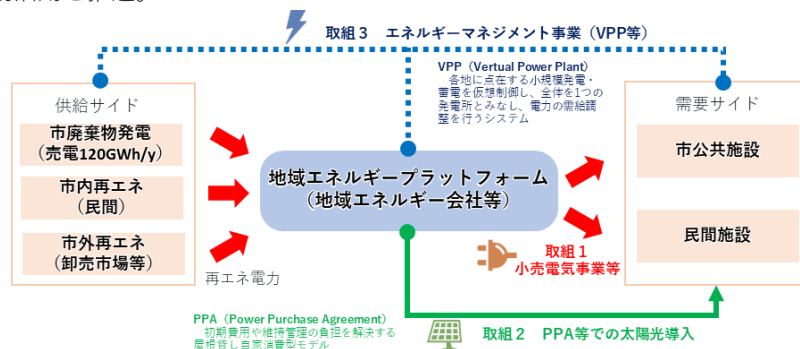 取組３　エネルギーマネジメント事業（VPP等）
VPP（Vertual Power Plant）
各地に点在する小規模発電・
蓄電を仮想制御し、全体を1つの
発電所とみなし、電力の需給調
整を行うシステム
供給サイド
市廃棄物発電
（売電120GWh/y）
市内再エネ
（民間）
市外再エネ
（卸売市場等）
再エネ電力
地域エネルギープラットフォーム
（地域エネルギー会社等）
需要サイド
市公共施設
民間施設
取組１
小売電気事業等
PPA（Power Purchase Agreement）
初期費用や維持管理の負担を解決する
屋根貸し自家消費型モデル
取組２　PPA等での太陽光導入